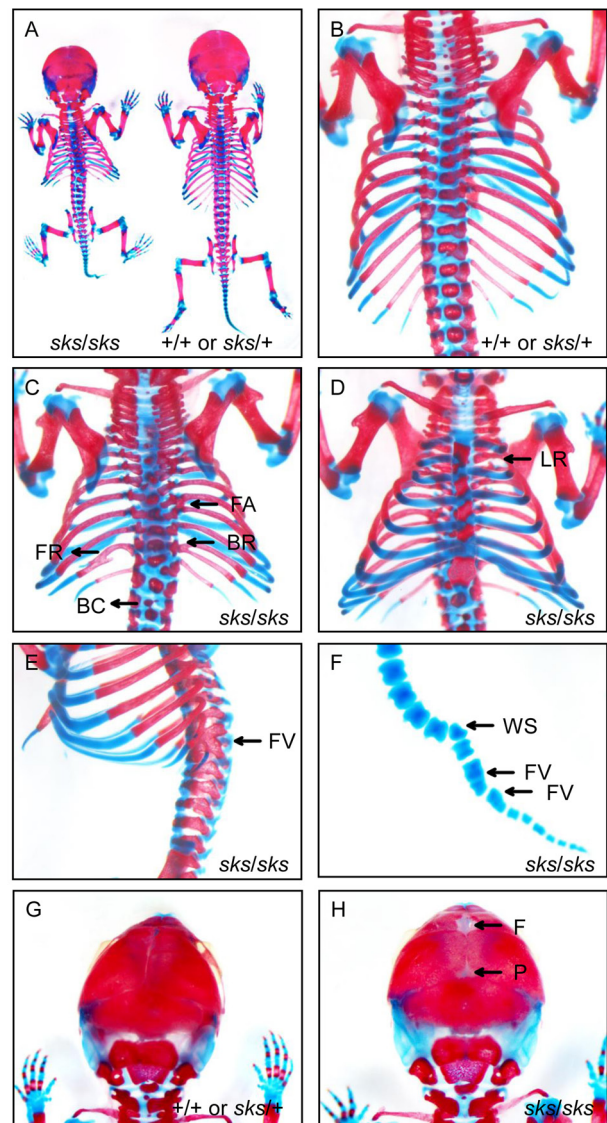 A
sks/sks
+/+ or sks/+
B
+/+ or sks/+
C
FA
BR
FR
BC
sks/sks
D
LR
sks/sks
E
FV
sks/sks
F
WS
FV
FV
sks/sks
G
+/+ or sks/+
H
F
P
sks/sks